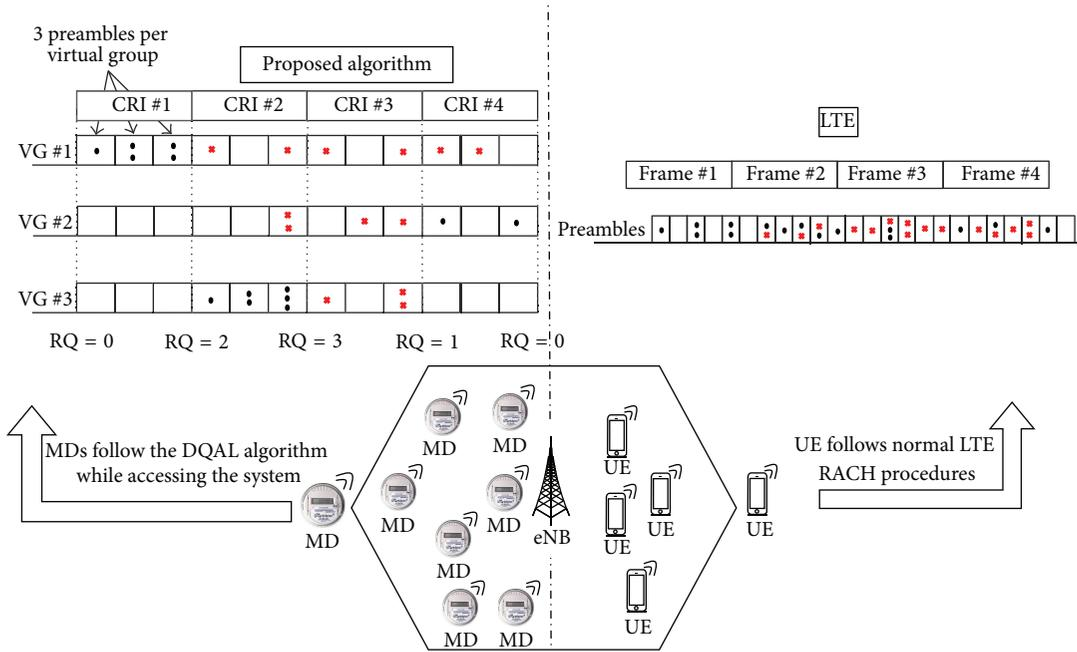 3 preambles per
virtual group
Proposed algorithm
CRI #1
CRI #2
CRI #3
CRI #4
VG #1
VG #2
VG #3
RQ = 0
RQ = 2
RQ = 3
RQ = 1
RQ = 0
LTE
Frame #1
Frame #2
Frame #3
Frame #4
Preambles
MDs follow the DQAL algorithm
while accessing the system
MD
MD
MD
MD
MD
MD
MD
MD
eNB
UE
UE
UE
UE
UE
UE follows normal LTE
RACH procedures